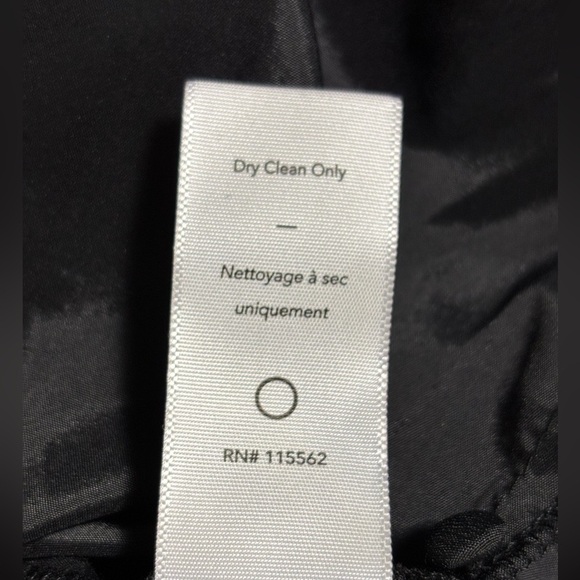 Dry Clean Only
—
Nettoyage à sec
uniquement
RN# 115562